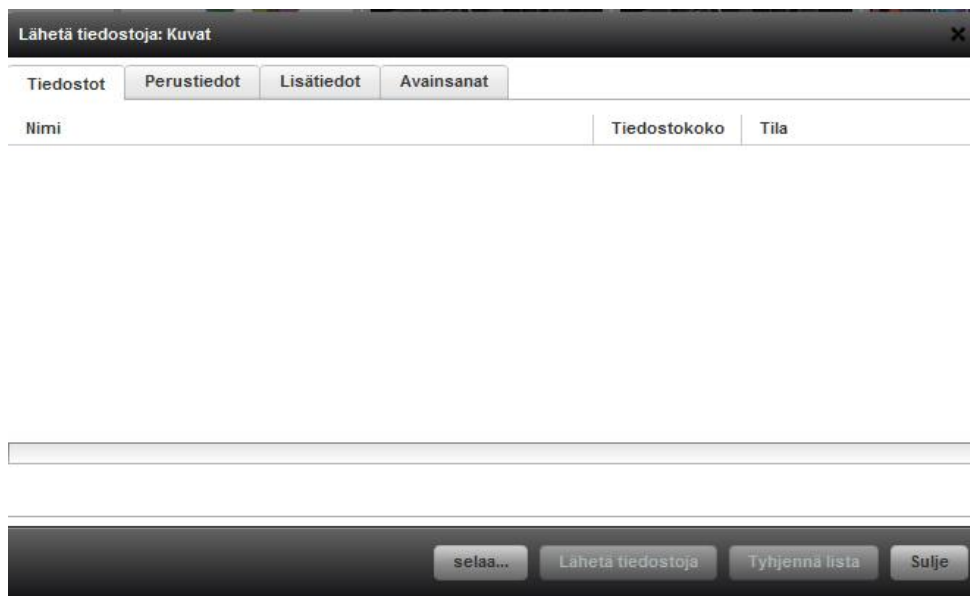 Lähetä tiedostoja: Kuvat
Tiedostot Perustiedot Lisätiedot Avainsanat
Nimi Tiedostokoko Tila
selaa... Lähetä tiedostoja Tyhjennä lista Sulje